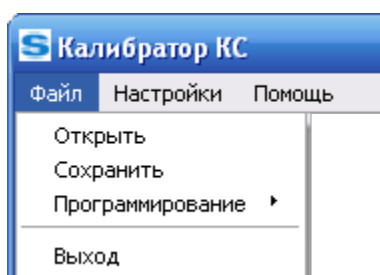 S Калибратор КС
Файл Настройки Помощь
Открыть
Сохранить
Программирование
Выход